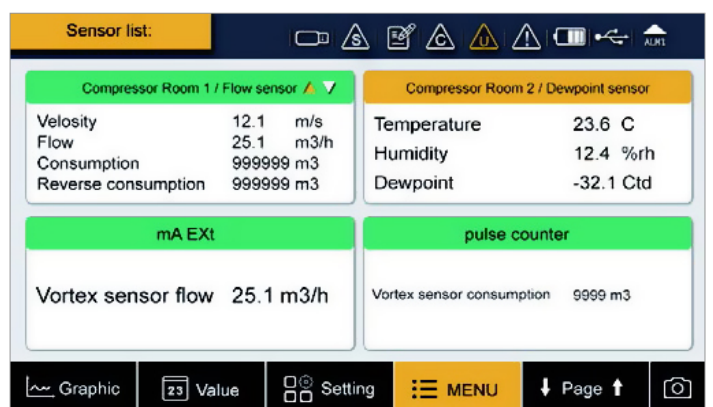 Sensor list:
S C U ! ALM1
Compressor Room 1 / Flow sensor
Velosity 12.1 m/s
Flow 25.1 m3/h
Consumption 999999 m3
Reverse consumption 999999 m3
Compressor Room 2 / Dewpoint sensor
Temperature 23.6 C
Humidity 12.4 %rh
Dewpoint -32.1 Ctd
mA EXt
Vortex sensor flow 25.1 m3/h
pulse counter
Vortex sensor consumption 9999 m3
Graphic 23 Value Setting MENU Page